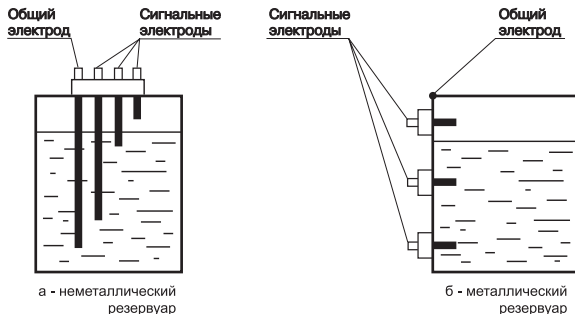 Общий
электрод
Сигнальные
электроды
Сигнальные
электроды
Общий
электрод
а - неметаллический
резервуар
б - металлический
резервуар